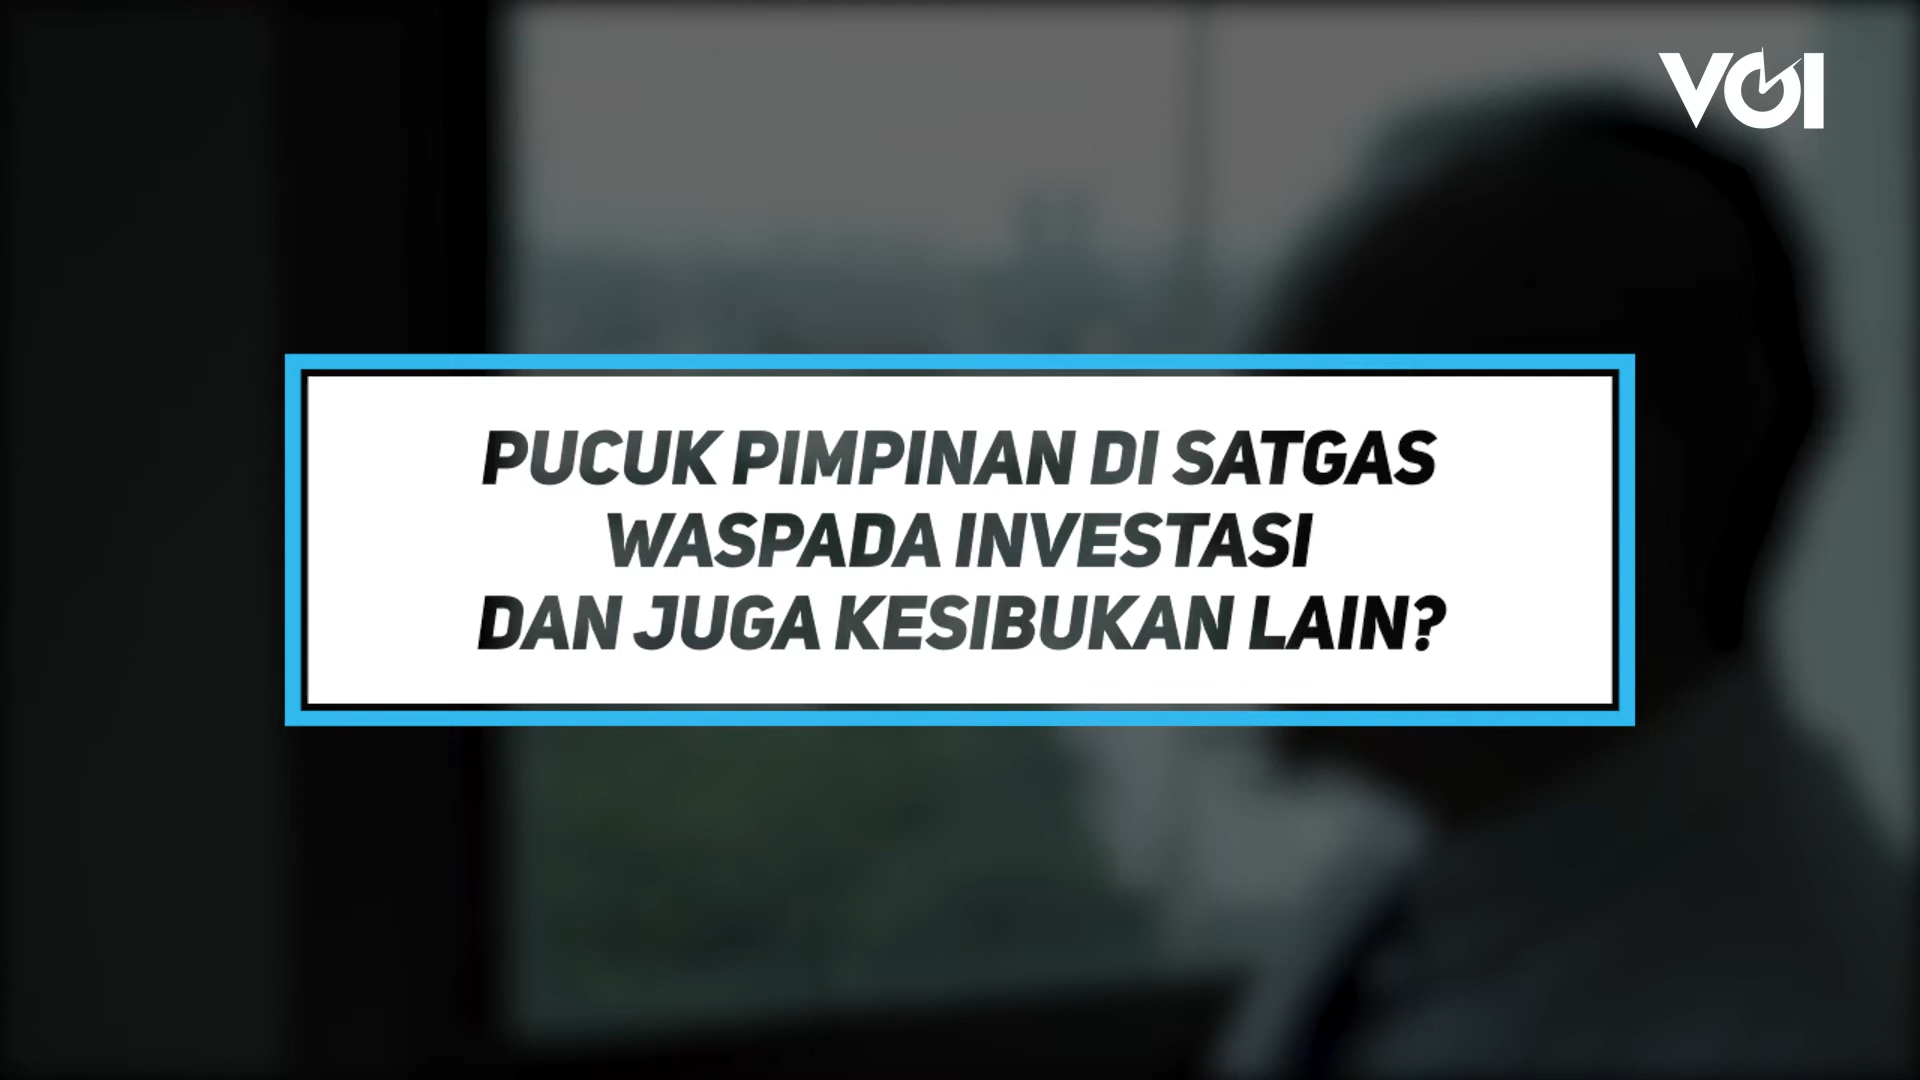 VOI
PUCUK PIMPINAN DI SATGAS
WASPADA INVESTASI
DAN JUGA KESIBUKAN LAIN?